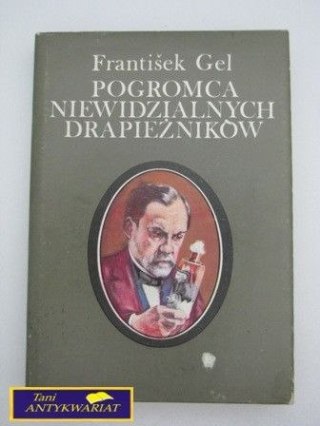 František Gel
POGROMCA
NIEWIDZIALNYCH
DRAPIEŻNIKÓW
Tani
ANTYKWARIAT